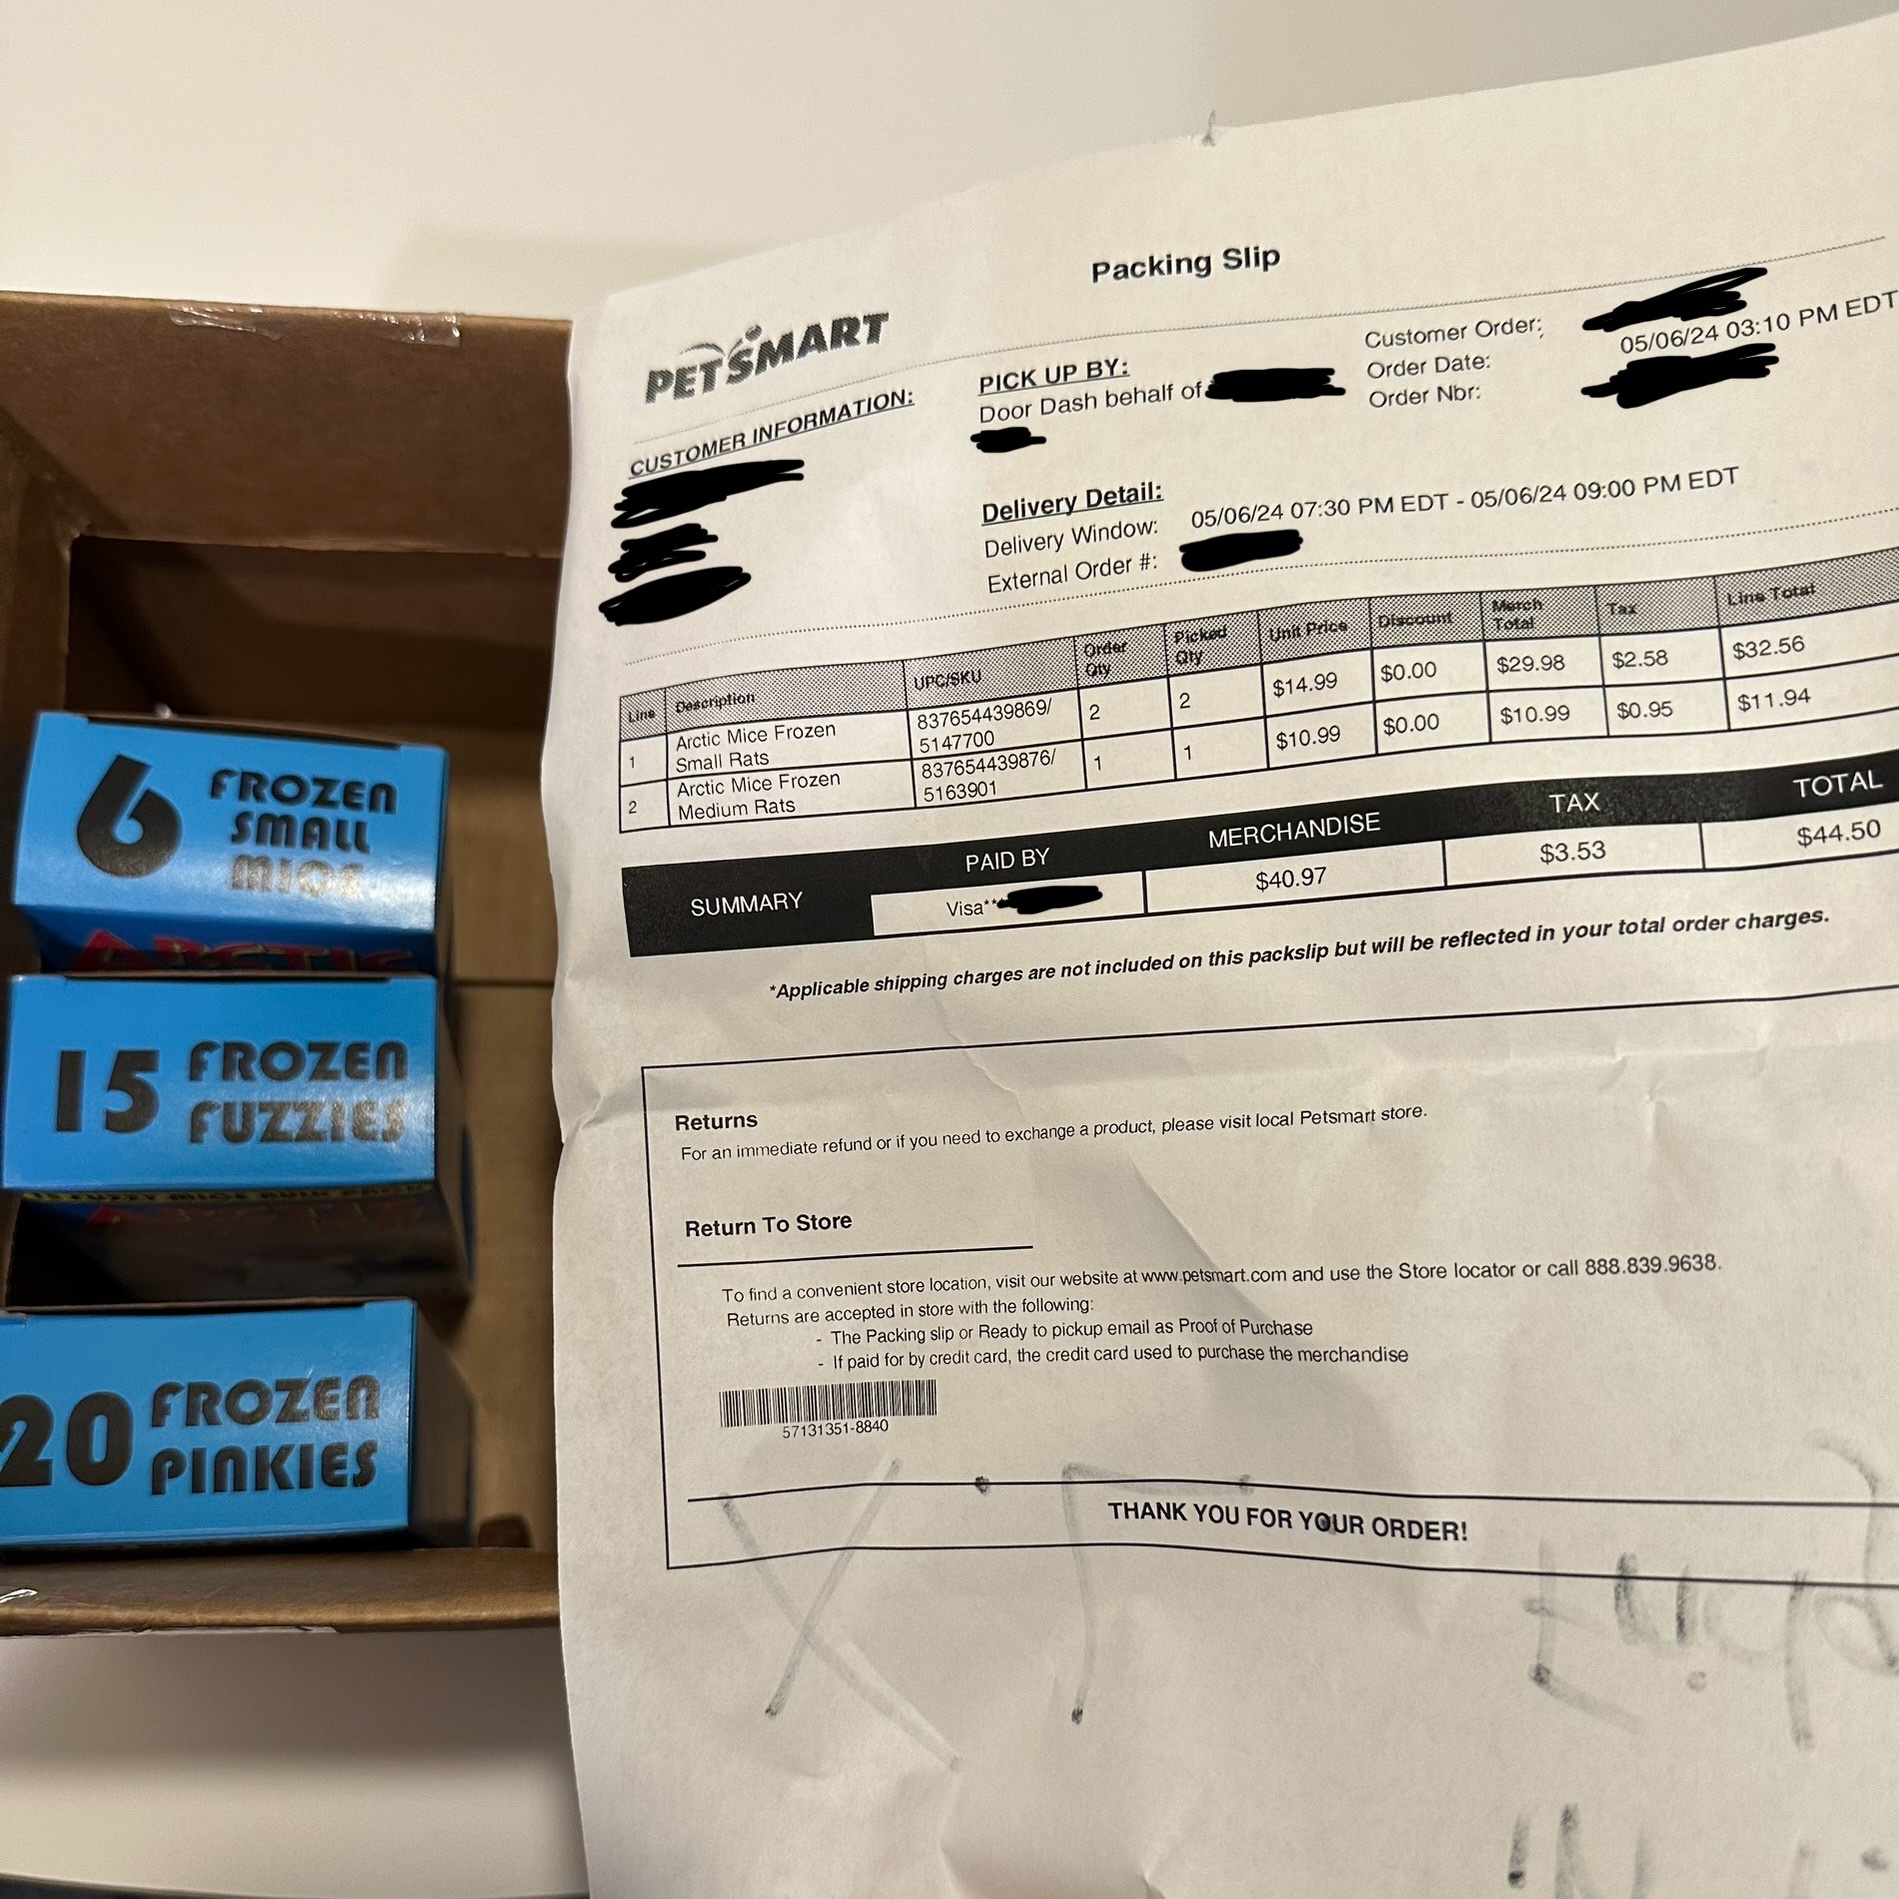 6 FROZEN
SMALL
MICE
ARCTIC
15 FROZEN
FUZZIES
20 FROZEN
PINKIES
Packing Slip
PETSMART
CUSTOMER INFORMATION:
PICK UP BY:
Door Dash behalf of
Customer Order:
Order Date: 05/06/24 03:10 PM EDT
Order Nbr:
Delivery Detail:
Delivery Window: 05/06/24 07:30 PM EDT - 05/06/24 09:00 PM EDT
External Order #:
Line Description UPC/SKU Order Qty Picked Qty Unit Price Discount Merch Total Tax Line Total
1 Arctic Mice Frozen Small Rats 837654439869/ 5147700 2 2 $14.99 $0.00 $29.98 $2.58 $32.56
2 Arctic Mice Frozen Medium Rats 837654439876/ 5163901 1 1 $10.99 $0.00 $10.99 $0.95 $11.94
SUMMARY PAID BY MERCHANDISE TAX TOTAL
Visa** $40.97 $3.53 $44.50
*Applicable shipping charges are not included on this packslip but will be reflected in your total order charges.
Returns
For an immediate refund or if you need to exchange a product, please visit local Petsmart store.
Return To Store
To find a convenient store location, visit our website at www.petsmart.com and use the Store locator or call 888.839.9638.
Returns are accepted in store with the following:
- The Packing slip or Ready to pickup email as Proof of Purchase
- If paid for by credit card, the credit card used to purchase the merchandise
57131351-8840
THANK YOU FOR YOUR ORDER!